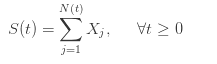 S(t) = \sum_{j=1}^{N(t)} X_j, \quad \forall t \geq 0